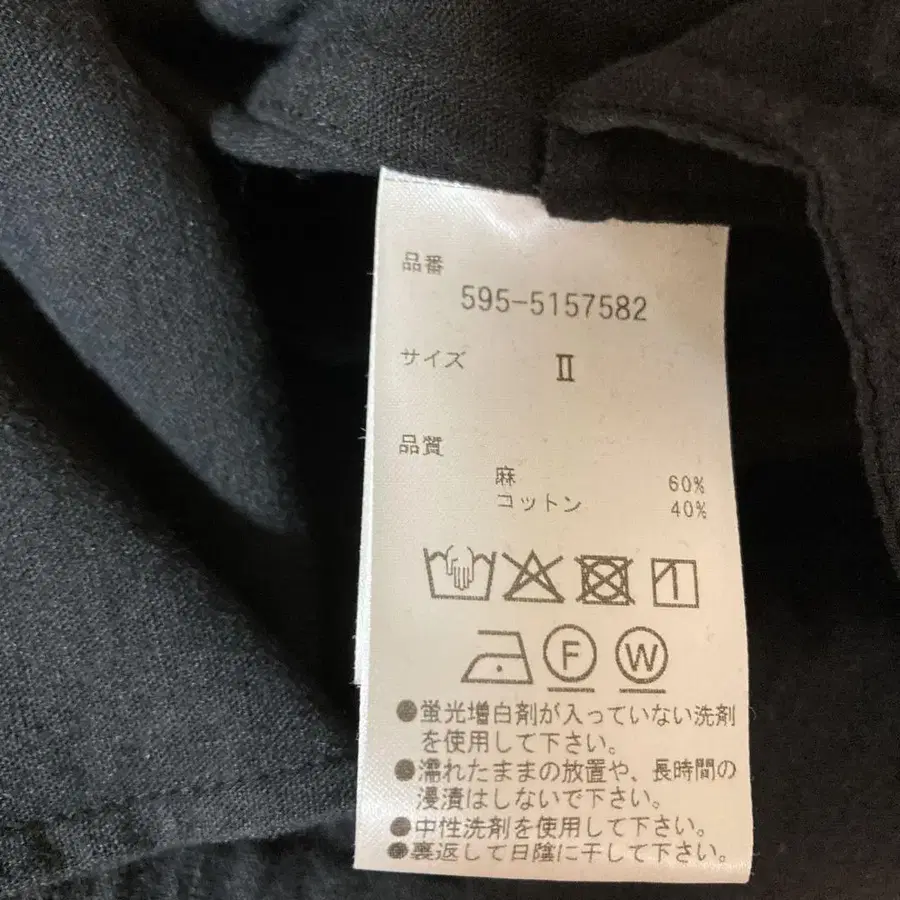 品番
595-5157582
サイズ Ⅱ
品質
麻 60%
コットン 40%
F W
●蛍光増白剤が入っていない洗剤
を使用して下さい。
●濡れたままの放置や、長時間の
浸漬はしないで下さい。
●中性洗剤を使用して下さい。
●裏返して日陰に干して下さい。